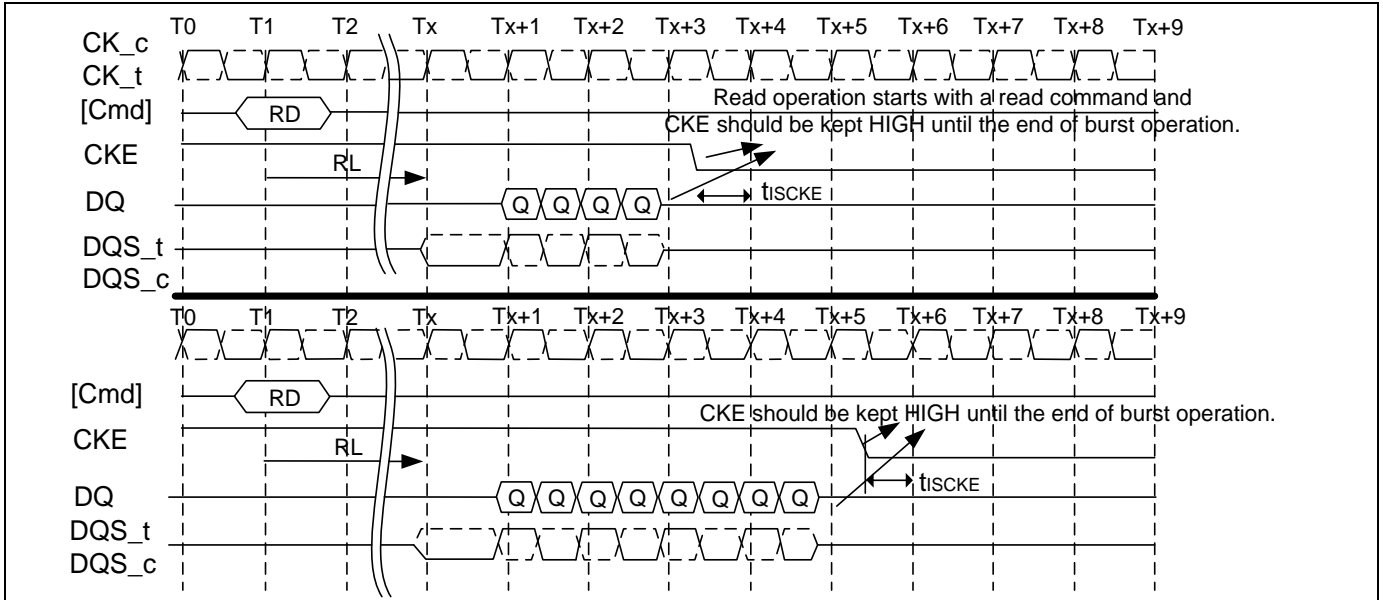 T0 T1 T2 Tx Tx+1 Tx+2 Tx+3 Tx+4 Tx+5 Tx+6 Tx+7 Tx+8 Tx+9
CK_c
CK_t
[Cmd] RD
Read operation starts with a read command and
CKE should be kept HIGH until the end of burst operation.
CKE
RL
tISCKE
DQ Q Q Q Q
DQS_t
DQS_c
T0 T1 T2 Tx Tx+1 Tx+2 Tx+3 Tx+4 Tx+5 Tx+6 Tx+7 Tx+8 Tx+9
[Cmd] RD
CKE should be kept HIGH until the end of burst operation.
CKE
RL
tISCKE
DQ Q Q Q Q Q Q Q Q
DQS_t
DQS_c